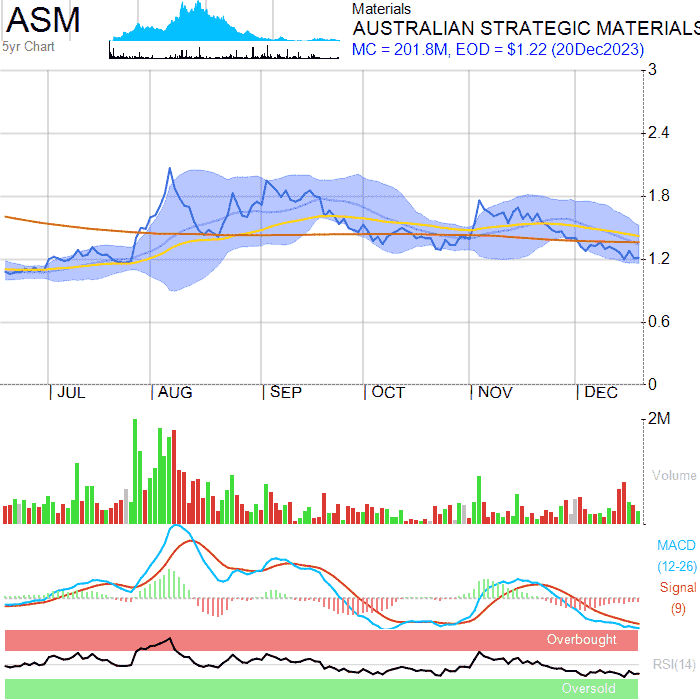 ASM
5yr Chart
Materials
AUSTRALIAN STRATEGIC MATERIALS
MC = 201.8M, EOD = $1.22 (20Dec2023)
3
2.4
1.8
1.2
0.6
0
JUL AUG SEP OCT NOV DEC
2M
Volume
MACD
(12-26)
Signal
(9)
Overbought
RSI(14)
Oversold